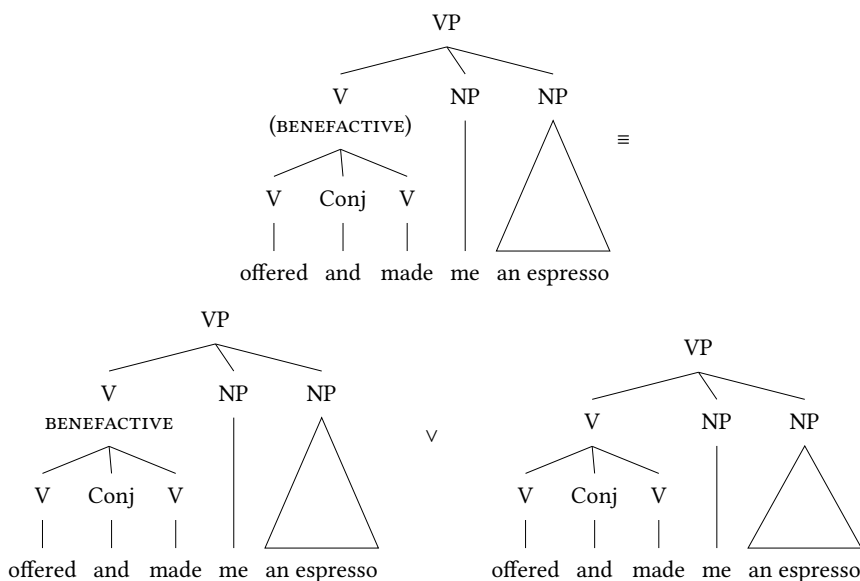 VP
V NP NP
(BENEFACTIVE)
≡
V Conj V
offered and made me an espresso
VP
V NP NP
BENEFACTIVE
V Conj V
offered and made me an espresso
∨
VP
V NP NP
V Conj V
offered and made me an espresso